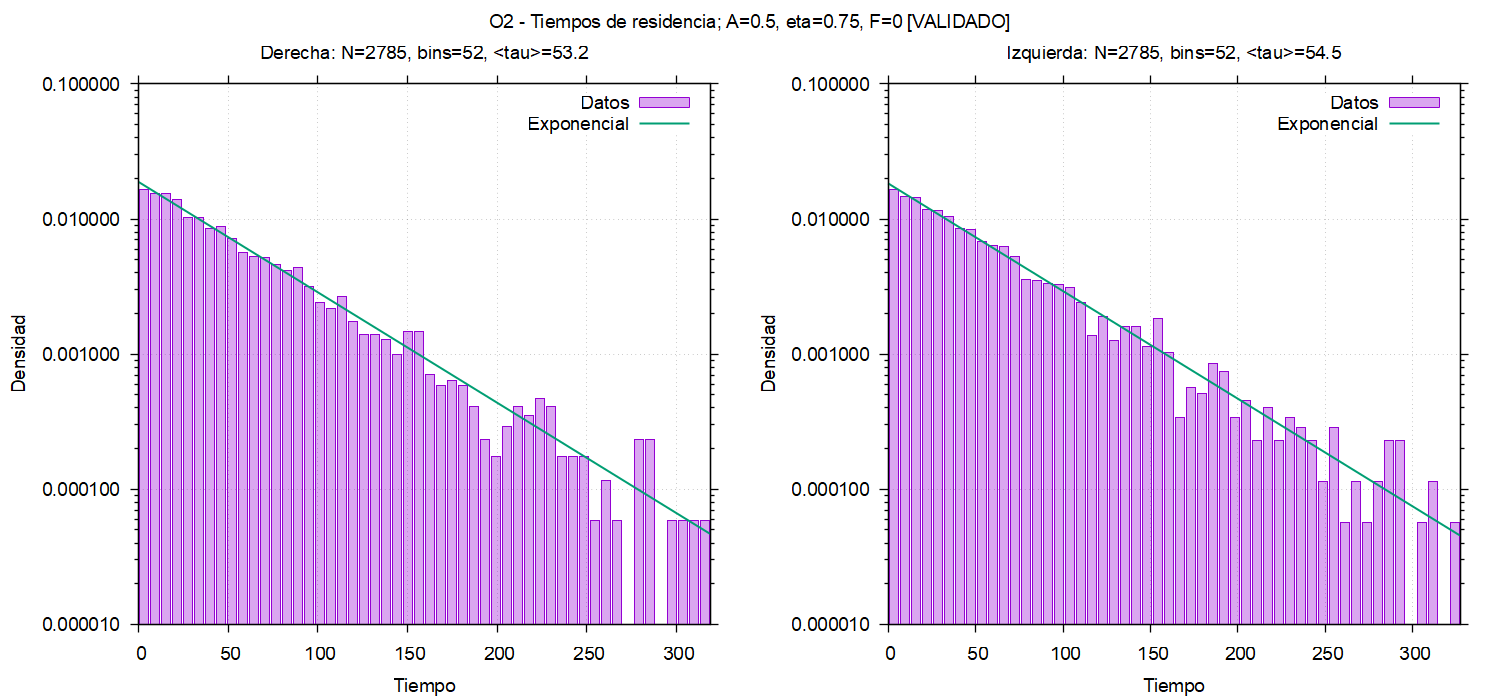 O2 - Tiempos de residencia; A=0.5, eta=0.75, F=0 [VALIDADO]
Derecha: N=2785, bins=52, <tau>=53.2
0.100000
0.010000
0.001000
0.000100
0.000010
Densidad
Datos
Exponencial
0 50 100 150 200 250 300
Tiempo
Izquierda: N=2785, bins=52, <tau>=54.5
0.100000
0.010000
0.001000
0.000100
0.000010
Densidad
Datos
Exponencial
0 50 100 150 200 250 300
Tiempo